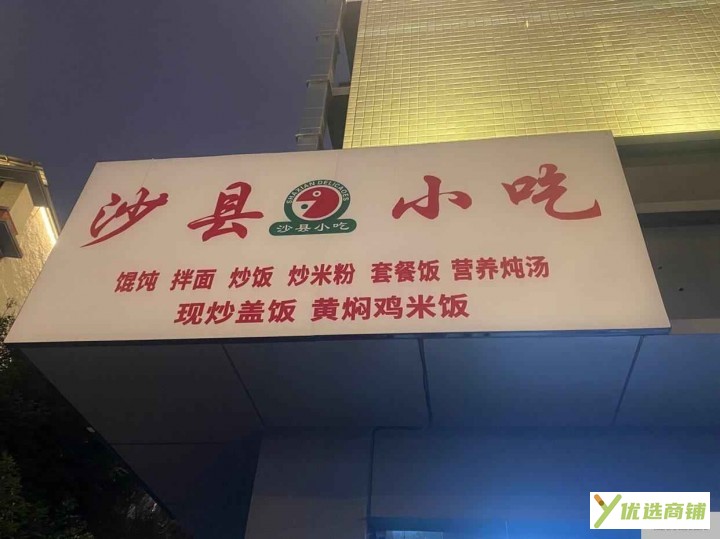 沙县 小吃
SHAXIAN DELICACIES
沙县小吃
馄饨 拌面 炒饭 炒米粉 套餐饭 营养炖汤
现炒盖饭 黄焖鸡米饭
优选商铺